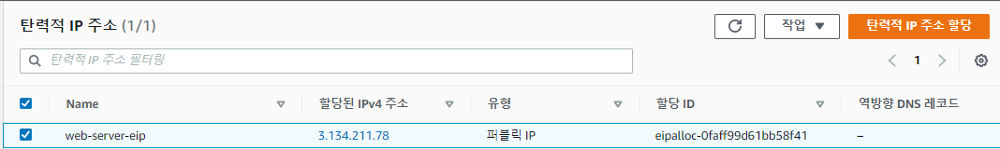 탄력적 IP 주소 (1/1)
작업
탄력적 IP 주소 할당
탄력적 IP 주소 필터링
1
Name 할당된 IPv4 주소 유형 할당 ID 역방향 DNS 레코드
web-server-eip 3.134.211.78 퍼블릭 IP eipalloc-0faff99d61bb58f41 –